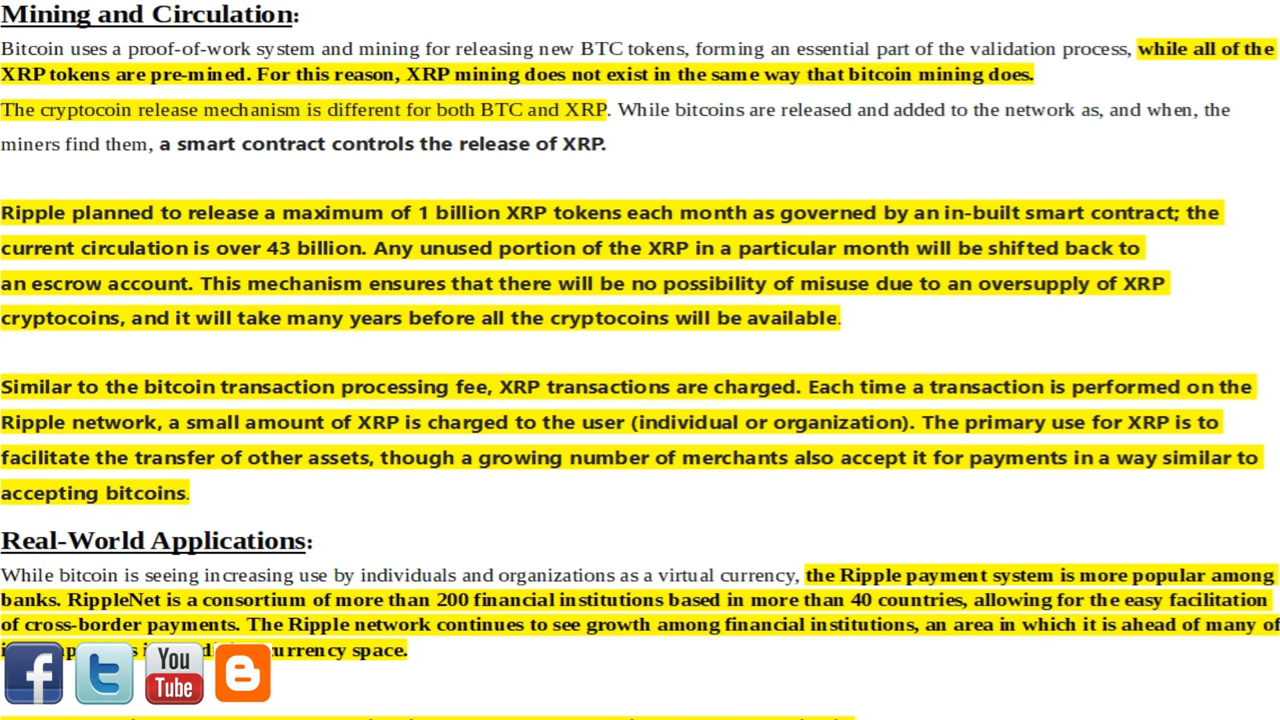 Mining and Circulation:
Bitcoin uses a proof-of-work system and mining for releasing new BTC tokens, forming an essential part of the validation process, while all of the
XRP tokens are pre-mined. For this reason, XRP mining does not exist in the same way that bitcoin mining does.
The cryptocoin release mechanism is different for both BTC and XRP. While bitcoins are released and added to the network as, and when, the
miners find them, a smart contract controls the release of XRP.
Ripple planned to release a maximum of 1 billion XRP tokens each month as governed by an in-built smart contract; the
current circulation is over 43 billion. Any unused portion of the XRP in a particular month will be shifted back to
an escrow account. This mechanism ensures that there will be no possibility of misuse due to an oversupply of XRP
cryptocoins, and it will take many years before all the cryptocoins will be available.
Similar to the bitcoin transaction processing fee, XRP transactions are charged. Each time a transaction is performed on the
Ripple network, a small amount of XRP is charged to the user (individual or organization). The primary use for XRP is to
facilitate the transfer of other assets, though a growing number of merchants also accept it for payments in a way similar to
accepting bitcoins.
Real-World Applications:
While bitcoin is seeing increasing use by individuals and organizations as a virtual currency, the Ripple payment system is more popular among
banks. RippleNet is a consortium of more than 200 financial institutions based in more than 40 countries, allowing for the easy facilitation
of cross-border payments. The Ripple network continues to see growth among financial institutions, an area in which it is ahead of many of
space.
You
Tube